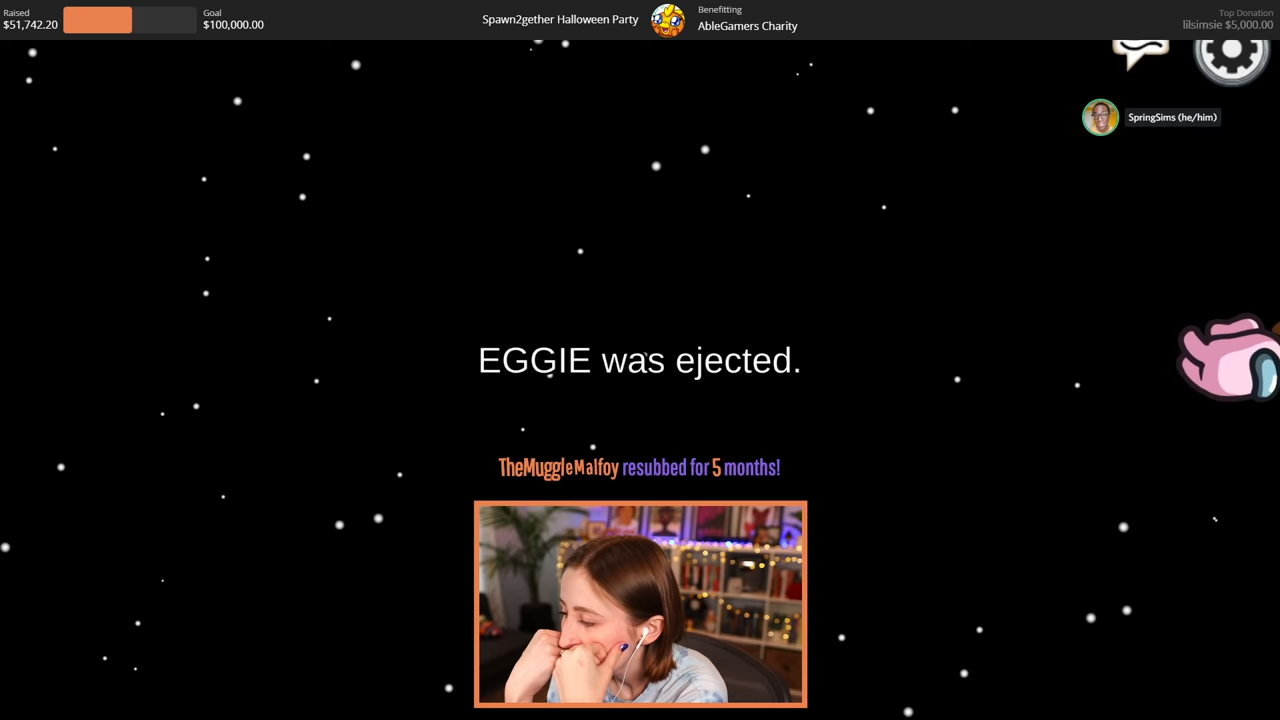 Raised
$51,742.20
Goal
$100,000.00
Spawn2gether Halloween Party
Benefitting
AbleGamers Charity
Top Donation
lilsimsie $5,000.00
SpringSims (he/him)
EGGIE was ejected.
TheMuggleMalfoy resubbed for 5 months!